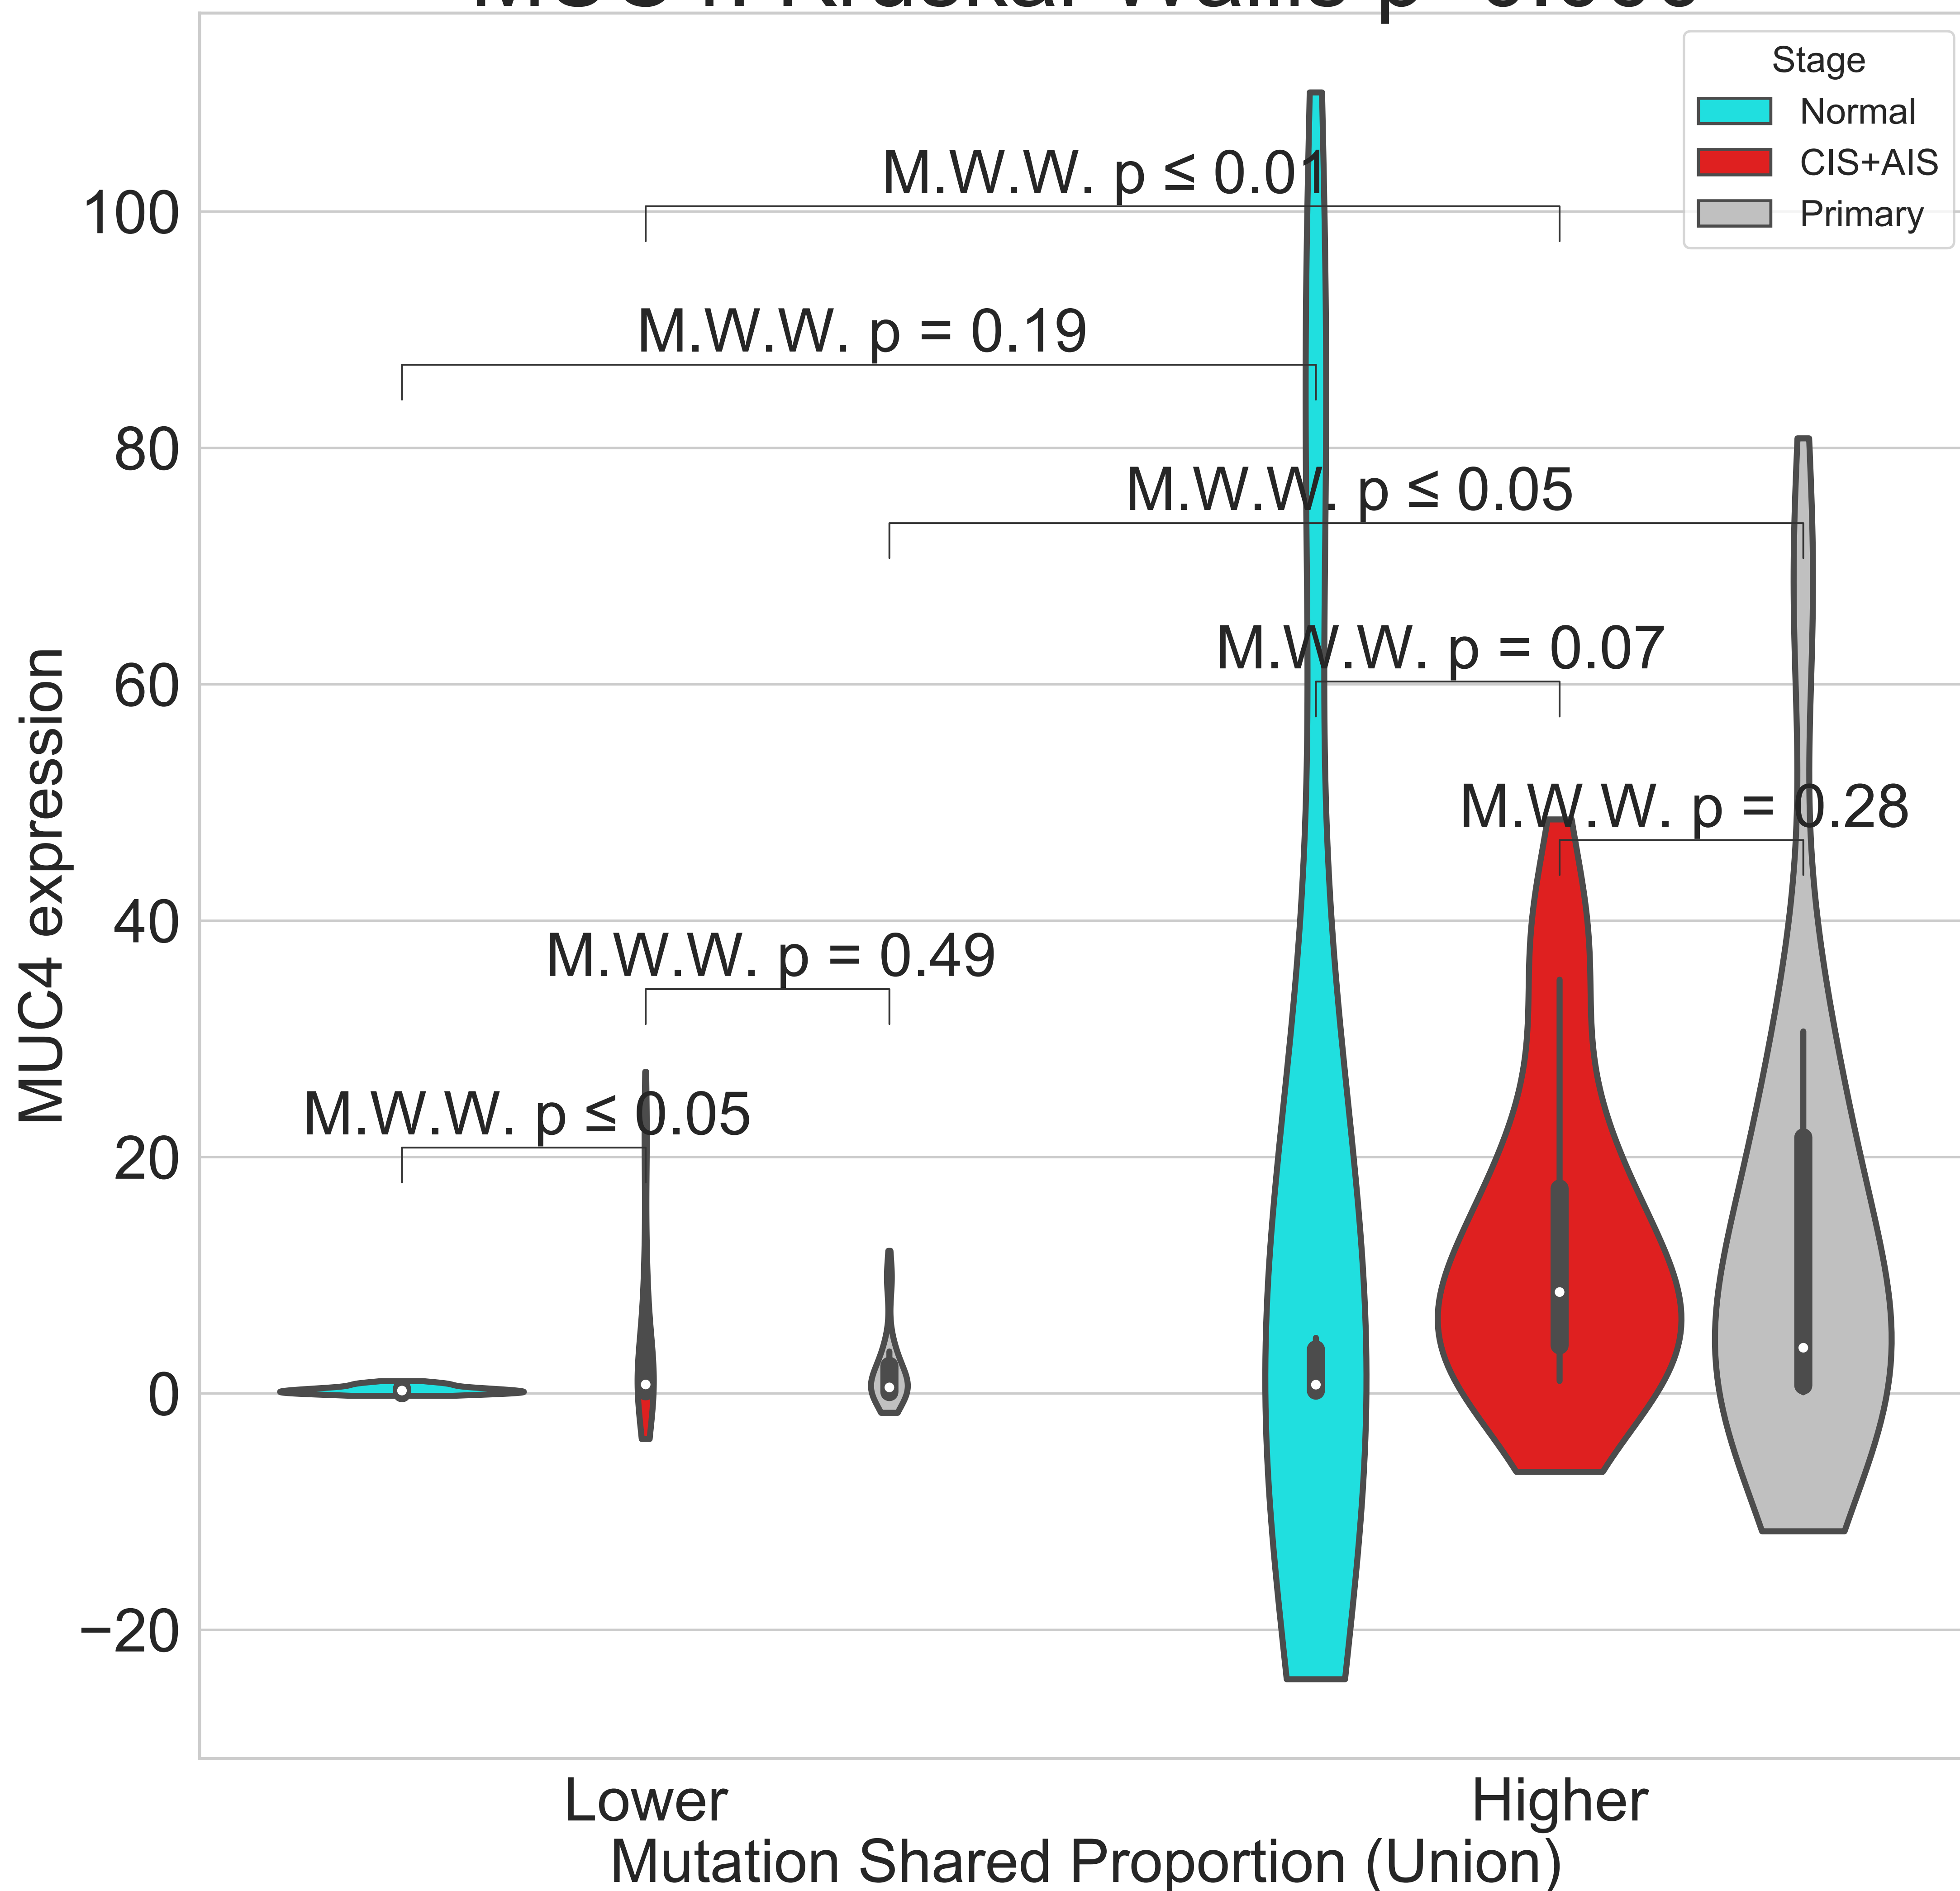 Stage
Normal
CIS+AIS
Primary
M.W.W. p ≤ 0.01
M.W.W. p = 0.19
M.W.W. p ≤ 0.05
M.W.W. p = 0.07
M.W.W. p = 0.28
M.W.W. p = 0.49
M.W.W. p ≤ 0.05
100
80
60
40
20
0
−20
MUC4 expression
Lower
Higher
Mutation Shared Proportion (Union)